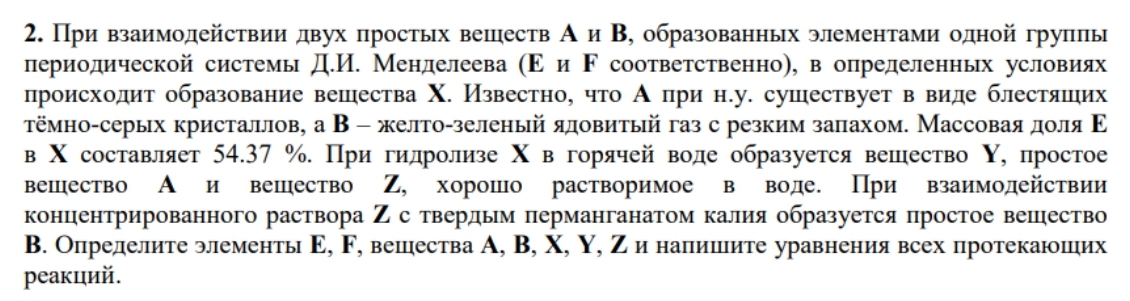 2. При взаимодействии двух простых веществ A и B, образованных элементами одной группы
периодической системы Д.И. Менделеева (E и F соответственно), в определенных условиях
происходит образование вещества X. Известно, что A при н.у. существует в виде блестящих
тёмно-серых кристаллов, а B – желто-зеленый ядовитый газ с резким запахом. Массовая доля E
в X составляет 54.37 %. При гидролизе X в горячей воде образуется вещество Y, простое
вещество A и вещество Z, хорошо растворимое в воде. При взаимодействии
концентрированного раствора Z с твердым перманганатом калия образуется простое вещество
B. Определите элементы E, F, вещества A, B, X, Y, Z и напишите уравнения всех протекающих
реакций.